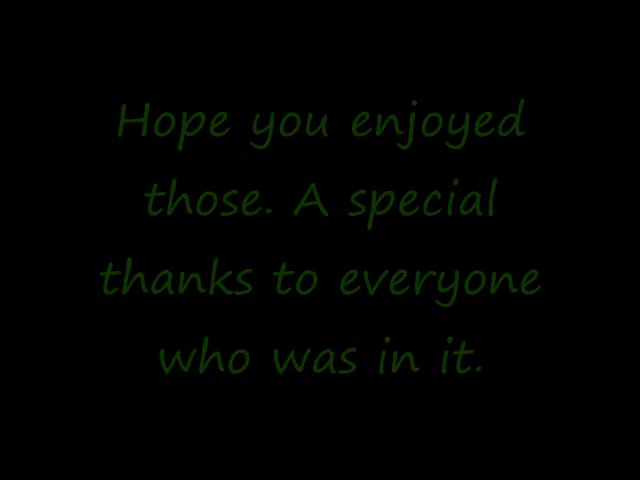 Hope you enjoyed
those. A special
thanks to everyone
who was in it.